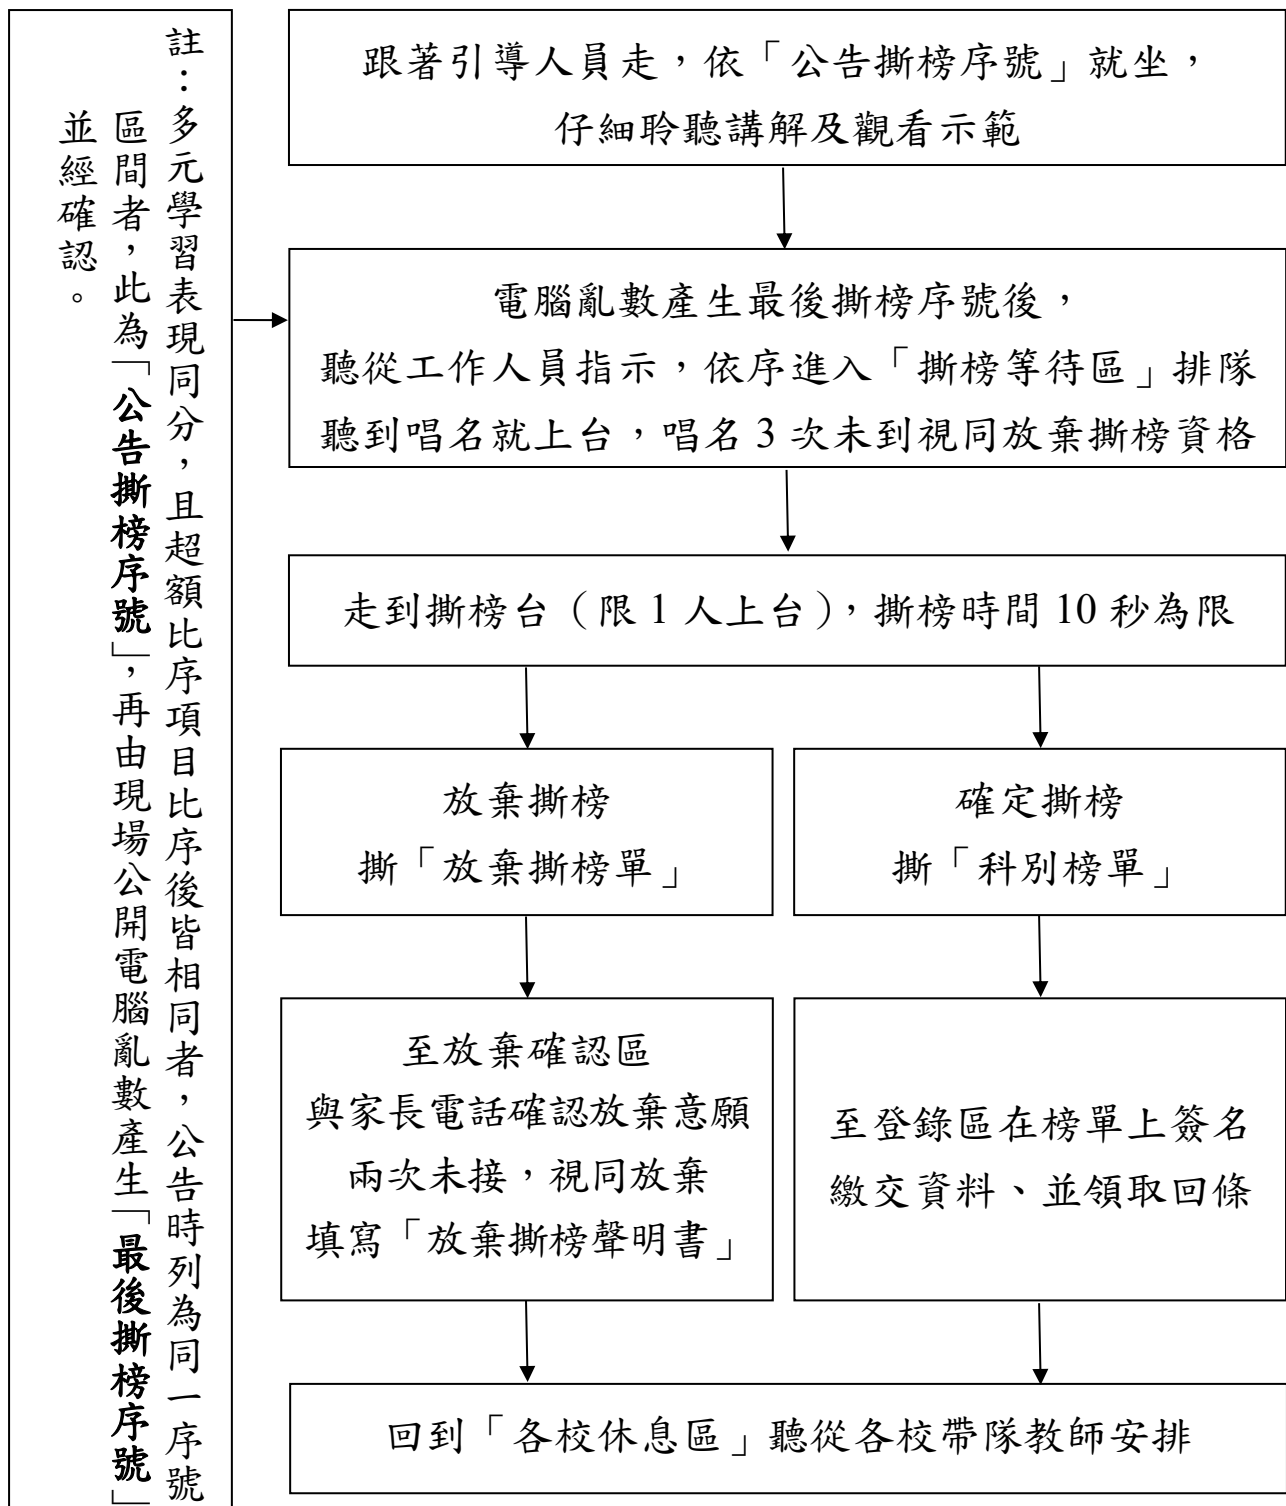 註：多元學習表現同分，且超額比序項目比序後皆相同者，公告時列為同一序號
區間者，此為「公告撕榜序號」，再由現場公開電腦亂數產生「最後撕榜序號」
並經確認。
跟著引導人員走，依「公告撕榜序號」就坐，
仔細聆聽講解及觀看示範
電腦亂數產生最後撕榜序號後，
聽從工作人員指示，依序進入「撕榜等待區」排隊
聽到唱名就上台，唱名 3 次未到視同放棄撕榜資格
走到撕榜台（限 1 人上台），撕榜時間 10 秒為限
放棄撕榜
撕「放棄撕榜單」
確定撕榜
撕「科別榜單」
至放棄確認區
與家長電話確認放棄意願
兩次未接，視同放棄
填寫「放棄撕榜聲明書」
至登錄區在榜單上簽名
繳交資料、並領取回條
回到「各校休息區」聽從各校帶隊教師安排